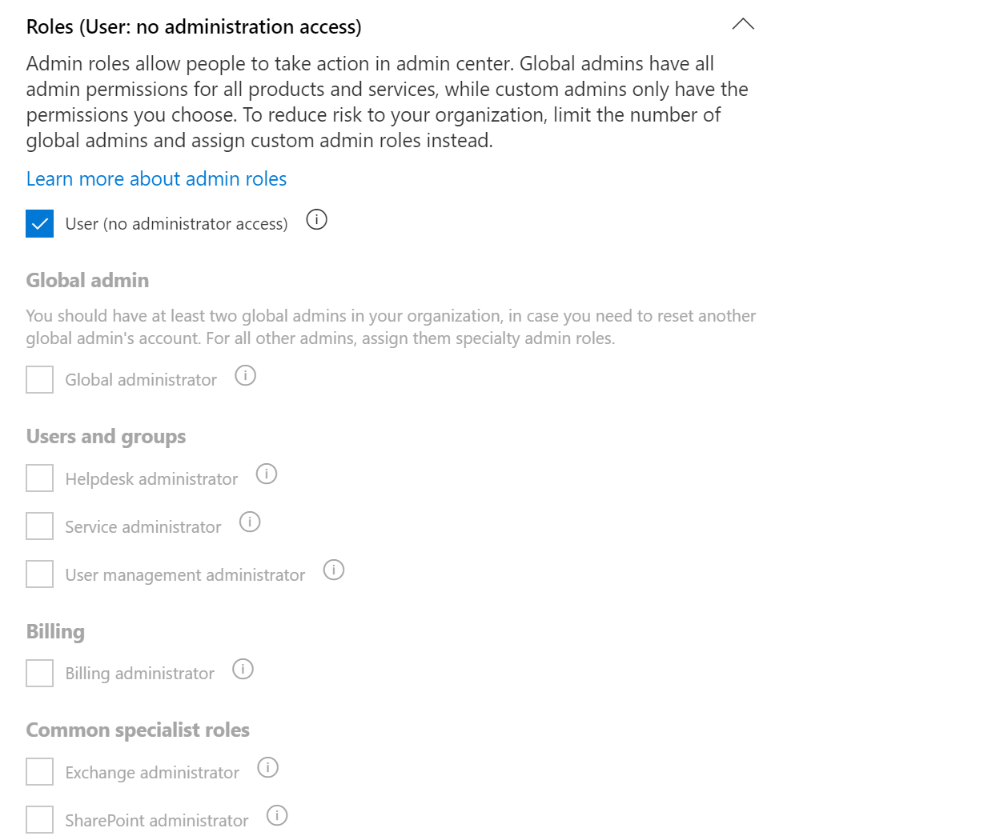 Roles (User: no administration access)
Admin roles allow people to take action in admin center. Global admins have all
admin permissions for all products and services, while custom admins only have the
permissions you choose. To reduce risk to your organization, limit the number of
global admins and assign custom admin roles instead.
Learn more about admin roles
User (no administrator access)
Global admin
You should have at least two global admins in your organization, in case you need to reset another
global admin's account. For all other admins, assign them specialty admin roles.
Global administrator
Users and groups
Helpdesk administrator
Service administrator
User management administrator
Billing
Billing administrator
Common specialist roles
Exchange administrator
SharePoint administrator